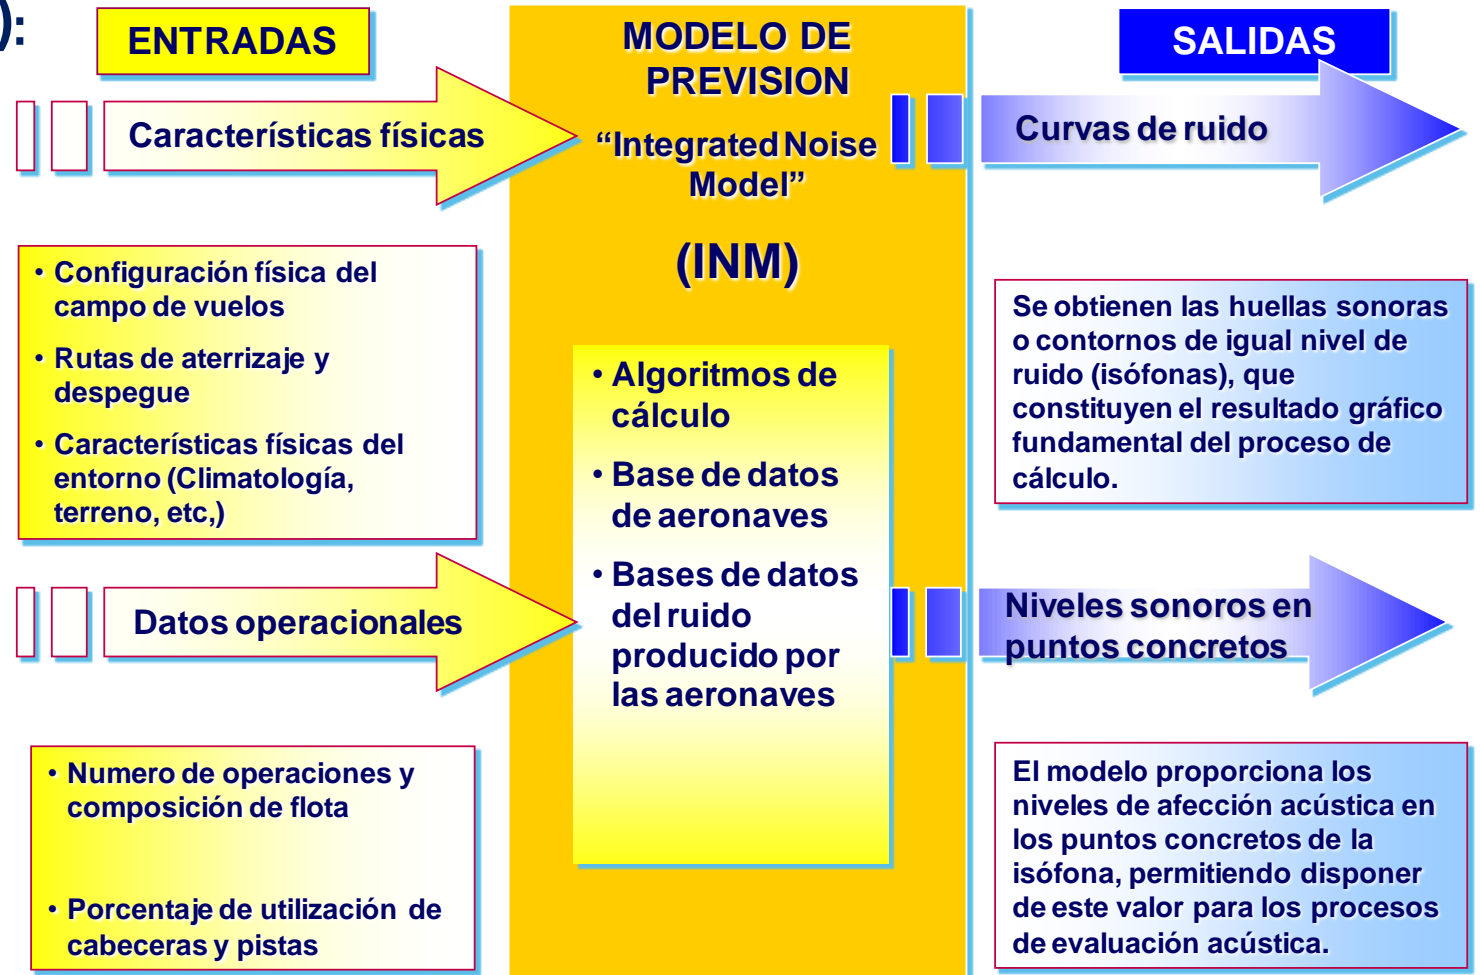 ):
ENTRADAS
Características físicas
• Configuración física del
campo de vuelos
• Rutas de aterrizaje y
despegue
• Características físicas del
entorno (Climatología,
terreno, etc,)
Datos operacionales
• Numero de operaciones y
composición de flota
• Porcentaje de utilización de
cabeceras y pistas
MODELO DE
PREVISION
“Integrated Noise
Model”
(INM)
• Algoritmos de
cálculo
• Base de datos
de aeronaves
• Bases de datos
del ruido
producido por
las aeronaves
SALIDAS
Curvas de ruido
Se obtienen las huellas sonoras
o contornos de igual nivel de
ruido (isófonas), que
constituyen el resultado gráfico
fundamental del proceso de
cálculo.
Niveles sonoros en
puntos concretos
El modelo proporciona los
niveles de afección acústica en
los puntos concretos de la
isófona, permitiendo disponer
de este valor para los procesos
de evaluación acústica.